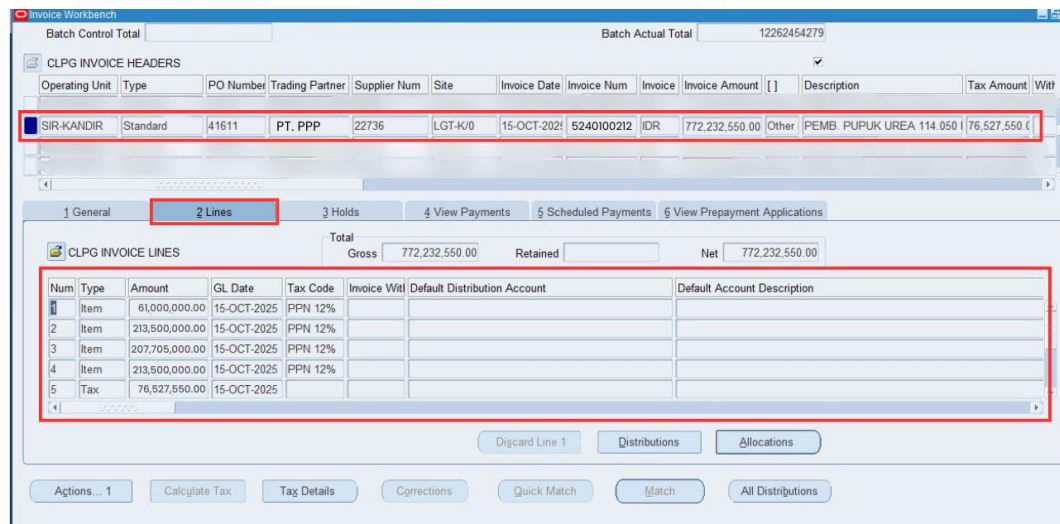 Invoice Workbench
Batch Control Total Batch Actual Total 12262454279
CLPG INVOICE HEADERS
Operating Unit Type PO Number Trading Partner Supplier Num Site Invoice Date Invoice Num Invoice Invoice Amount [ ] Description Tax Amount With
SIR-KANDIR Standard 41611 PT. PPP 22736 LGT-K/0 15-OCT-202 5240100212 IDR 772,232,550.00 Other PEMB. PUPUK UREA 114.050 76,527,550.
1 General 2 Lines 3 Holds 4 View Payments 5 Scheduled Payments 6 View Prepayment Applications
Total
CLPG INVOICE LINES Gross 772,232,550.00 Retained Net 772,232,550.00
Num Type Amount GL Date Tax Code Invoice Witl Default Distribution Account Default Account Description
1 Item 61,000,000.00 15-OCT-2025 PPN 12%
2 Item 213,500,000.00 15-OCT-2025 PPN 12%
3 Item 207,705,000.00 15-OCT-2025 PPN 12%
4 Item 213,500,000.00 15-OCT-2025 PPN 12%
5 Tax 76,527,550.00 15-OCT-2025
Discard Line 1 Distributions Allocations
Actions... 1 Calculate Tax Tax Details Corrections Quick Match Match All Distributions